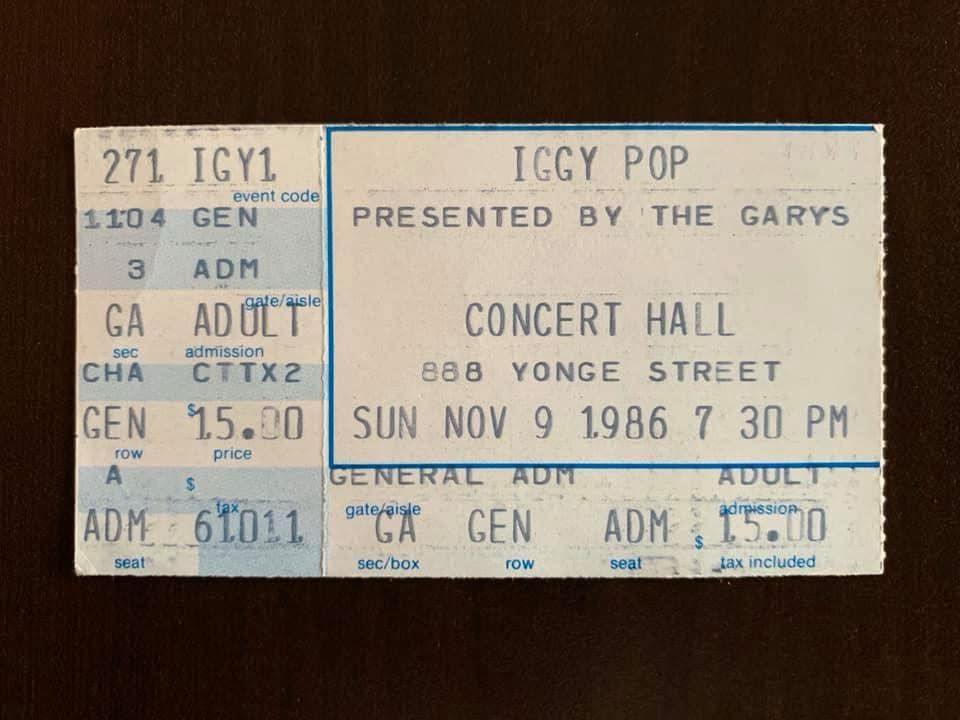 271 IGY1
event code
1104 GEN
3 ADM
gate/aisle
GA ADULT
sec admission
CHA CTTX2
GEN $15.00
row price
A $
tax
ADM 61011
seat
IGGY POP
PRESENTED BY THE GARYS
CONCERT HALL
888 YONGE STREET
SUN NOV 9 1986 7 30 PM
GENERAL ADM ADULT
gate/aisle admission
GA GEN ADM $15.00
sec/box row seat tax included